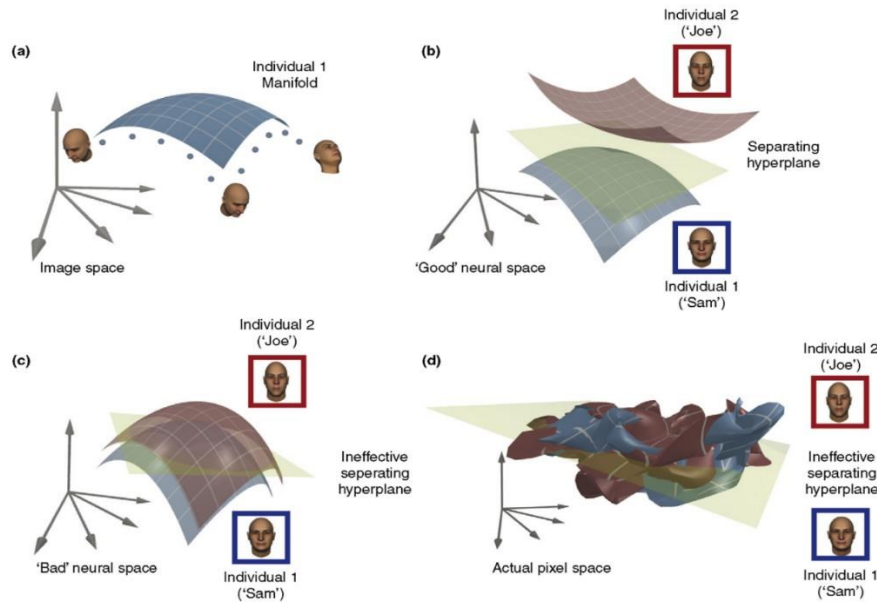 (a)
Individual 1
Manifold
Image space
(b)
Individual 2
('Joe')
Separating
hyperplane
'Good' neural space
Individual 1
('Sam')
(c)
Individual 2
('Joe')
Ineffective
seperating
hyperplane
'Bad' neural space
Individual 1
('Sam')
(d)
Individual 2
('Joe')
Ineffective
separating
hyperplane
Actual pixel space
Individual 1
('Sam')